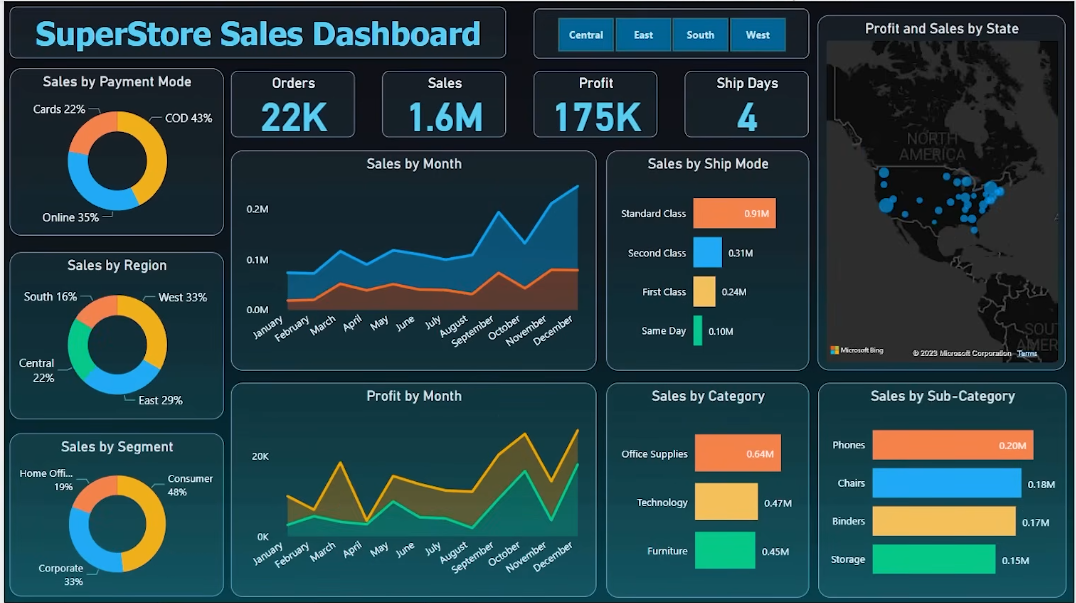 SuperStore Sales Dashboard
Central
East
South
West
Sales by Payment Mode
Cards 22%
COD 43%
Online 35%
Orders
22K
Sales
1.6M
Profit
175K
Ship Days
4
Profit and Sales by State
NORTH
AMERICA
SOU
AMER
Microsoft Bing
© 2023 Microsoft Corporation Terms
Sales by Month
0.2M
0.1M
0.0M
January
February
March
April
May
June
July
August
September
October
November
December
Sales by Ship Mode
Standard Class
0.91M
Second Class
0.31M
First Class
0.24M
Same Day
0.10M
Sales by Region
South 16%
West 33%
Central
22%
East 29%
Profit by Month
20K
0K
January
February
March
April
May
June
July
August
September
October
November
December
Sales by Category
Office Supplies
0.64M
Technology
0.47M
Furniture
0.45M
Sales by Sub-Category
Phones
0.20M
Chairs
0.18M
Binders
0.17M
Storage
0.15M
Sales by Segment
Home Offi...
19%
Consumer
48%
Corporate
33%